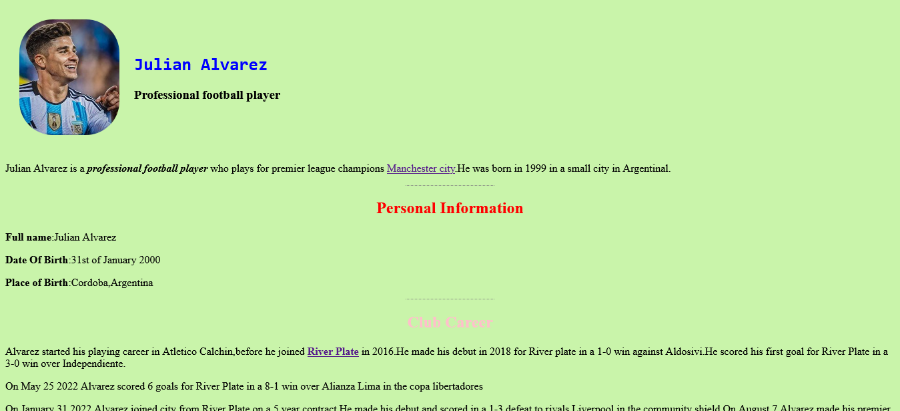 Julian Alvarez
Professional football player
Julian Alvarez is a professional football player who plays for premier league champions Manchester city.He was born in 1999 in a small city in Argentinal.
Personal Information
Full name:Julian Alvarez
Date Of Birth:31st of January 2000
Place of Birth:Cordoba,Argentina
Club Career
Alvarez started his playing career in Atletico Calchin,before he joined River Plate in 2016.He made his debut in 2018 for River plate in a 1-0 win against Aldosivi.He scored his first goal for River Plate in a
3-0 win over Independiente.
On May 25 2022 Alvarez scored 6 goals for River Plate in a 8-1 win over Alianza Lima in the copa libertadores
On January 31 2022 Alvarez joined city from River Plate on a 5 year contract.He made his debut and scored in a 1-3 defeat to rivals Liverpool in the community shield.On August 7 Alvarez made his premier